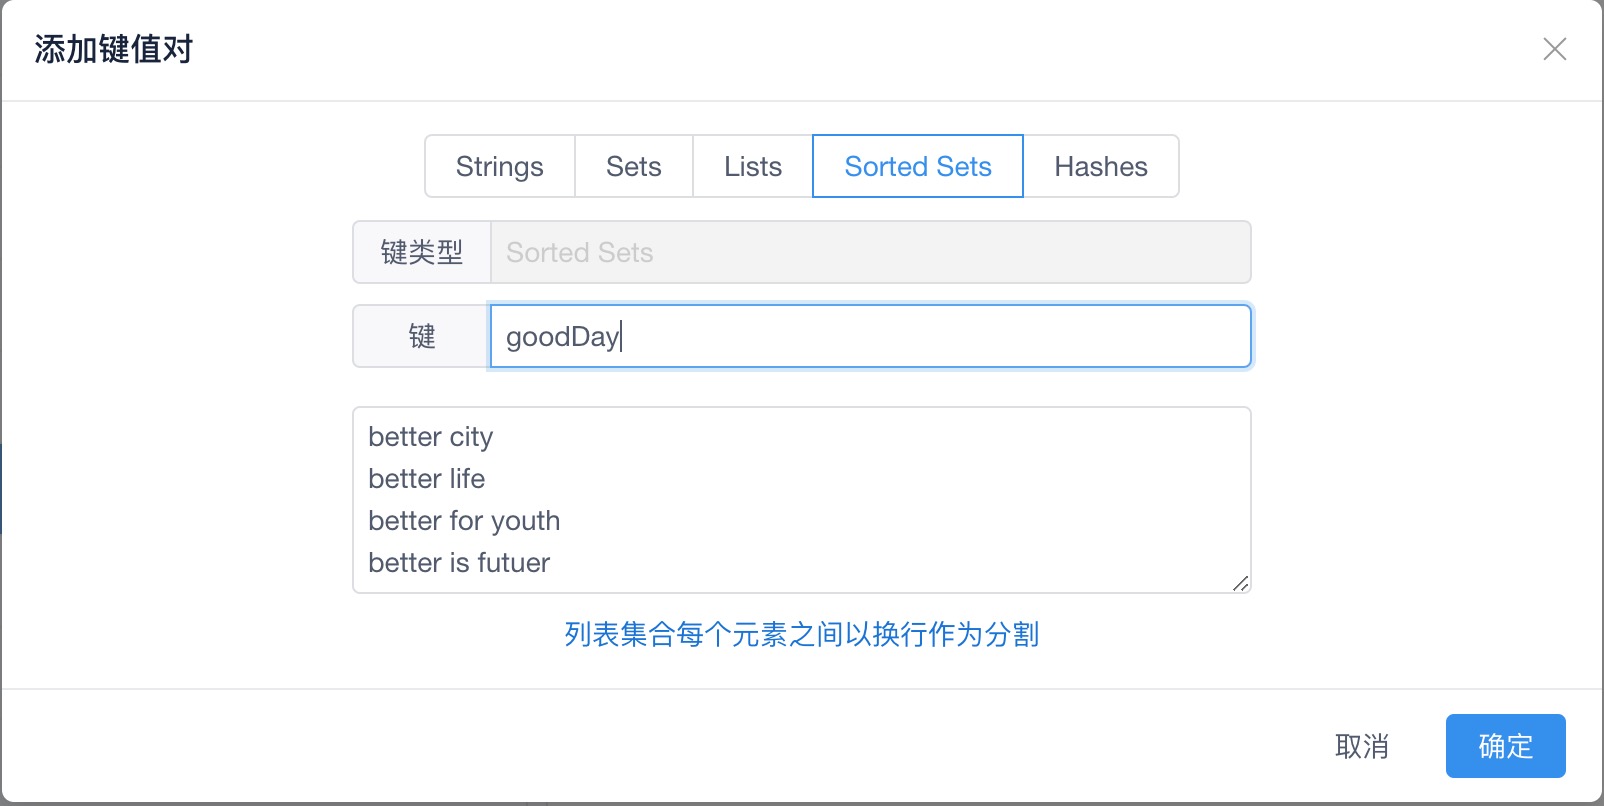 添加键值对
Strings Sets Lists Sorted Sets Hashes
键类型 Sorted Sets
键 goodDay
better city
better life
better for youth
better is futuer
列表集合每个元素之间以换行作为分割
取消 确定